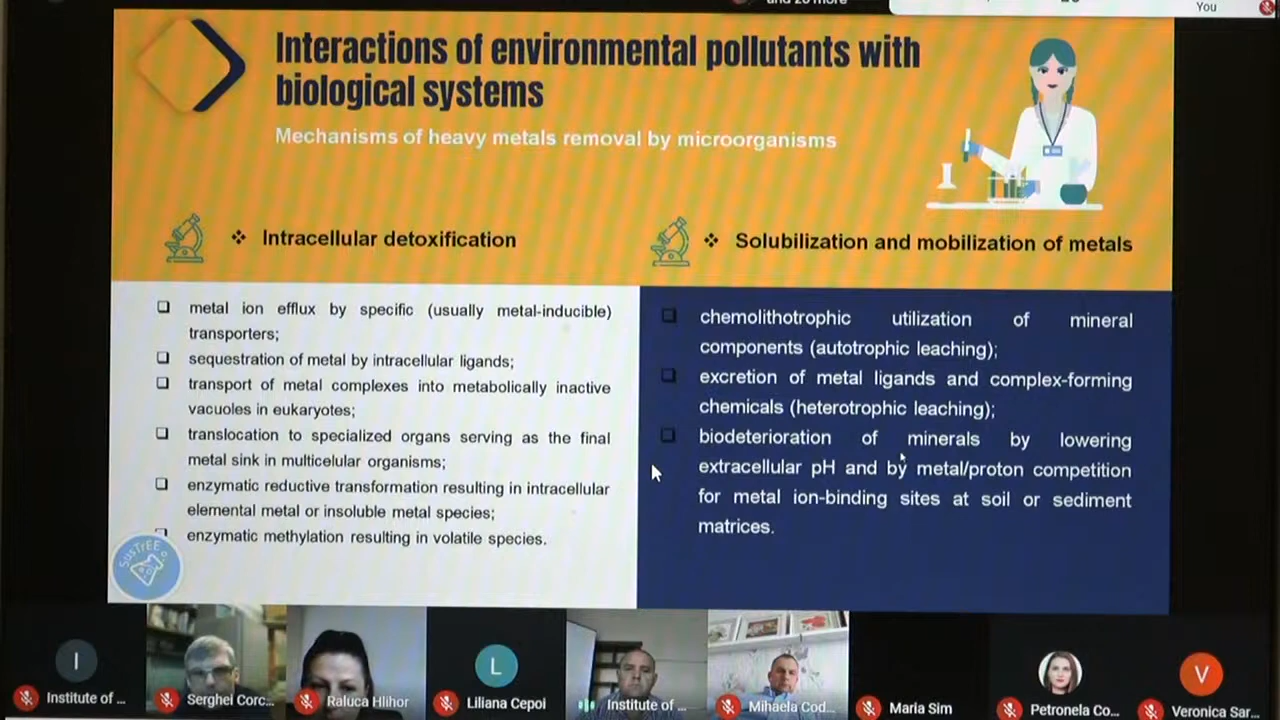 and 20 more
You
Interactions of environmental pollutants with
biological systems
Mechanisms of heavy metals removal by microorganisms
❖ Intracellular detoxification
❖ Solubilization and mobilization of metals
❑ metal ion efflux by specific (usually metal-inducible)
transporters;
❑ sequestration of metal by intracellular ligands;
❑ transport of metal complexes into metabolically inactive
vacuoles in eukaryotes;
❑ translocation to specialized organs serving as the final
metal sink in multicelular organisms;
❑ enzymatic reductive transformation resulting in intracellular
elemental metal or insoluble metal species;
❑ enzymatic methylation resulting in volatile species.
❑ chemolithotrophic utilization of mineral
components (autotrophic leaching);
❑ excretion of metal ligands and complex-forming
chemicals (heterotrophic leaching);
❑ biodeterioration of minerals by lowering
extracellular pH and by metal/proton competition
for metal ion-binding sites at soil or sediment
matrices.
SusTrEE
I
L
V
Institute of ...
Serghei Corc...
Raluca Hlihor
Liliana Cepoi
Institute of ...
Mihaela Cod...
Maria Sim
Petronela Co...
Veronica Sar...